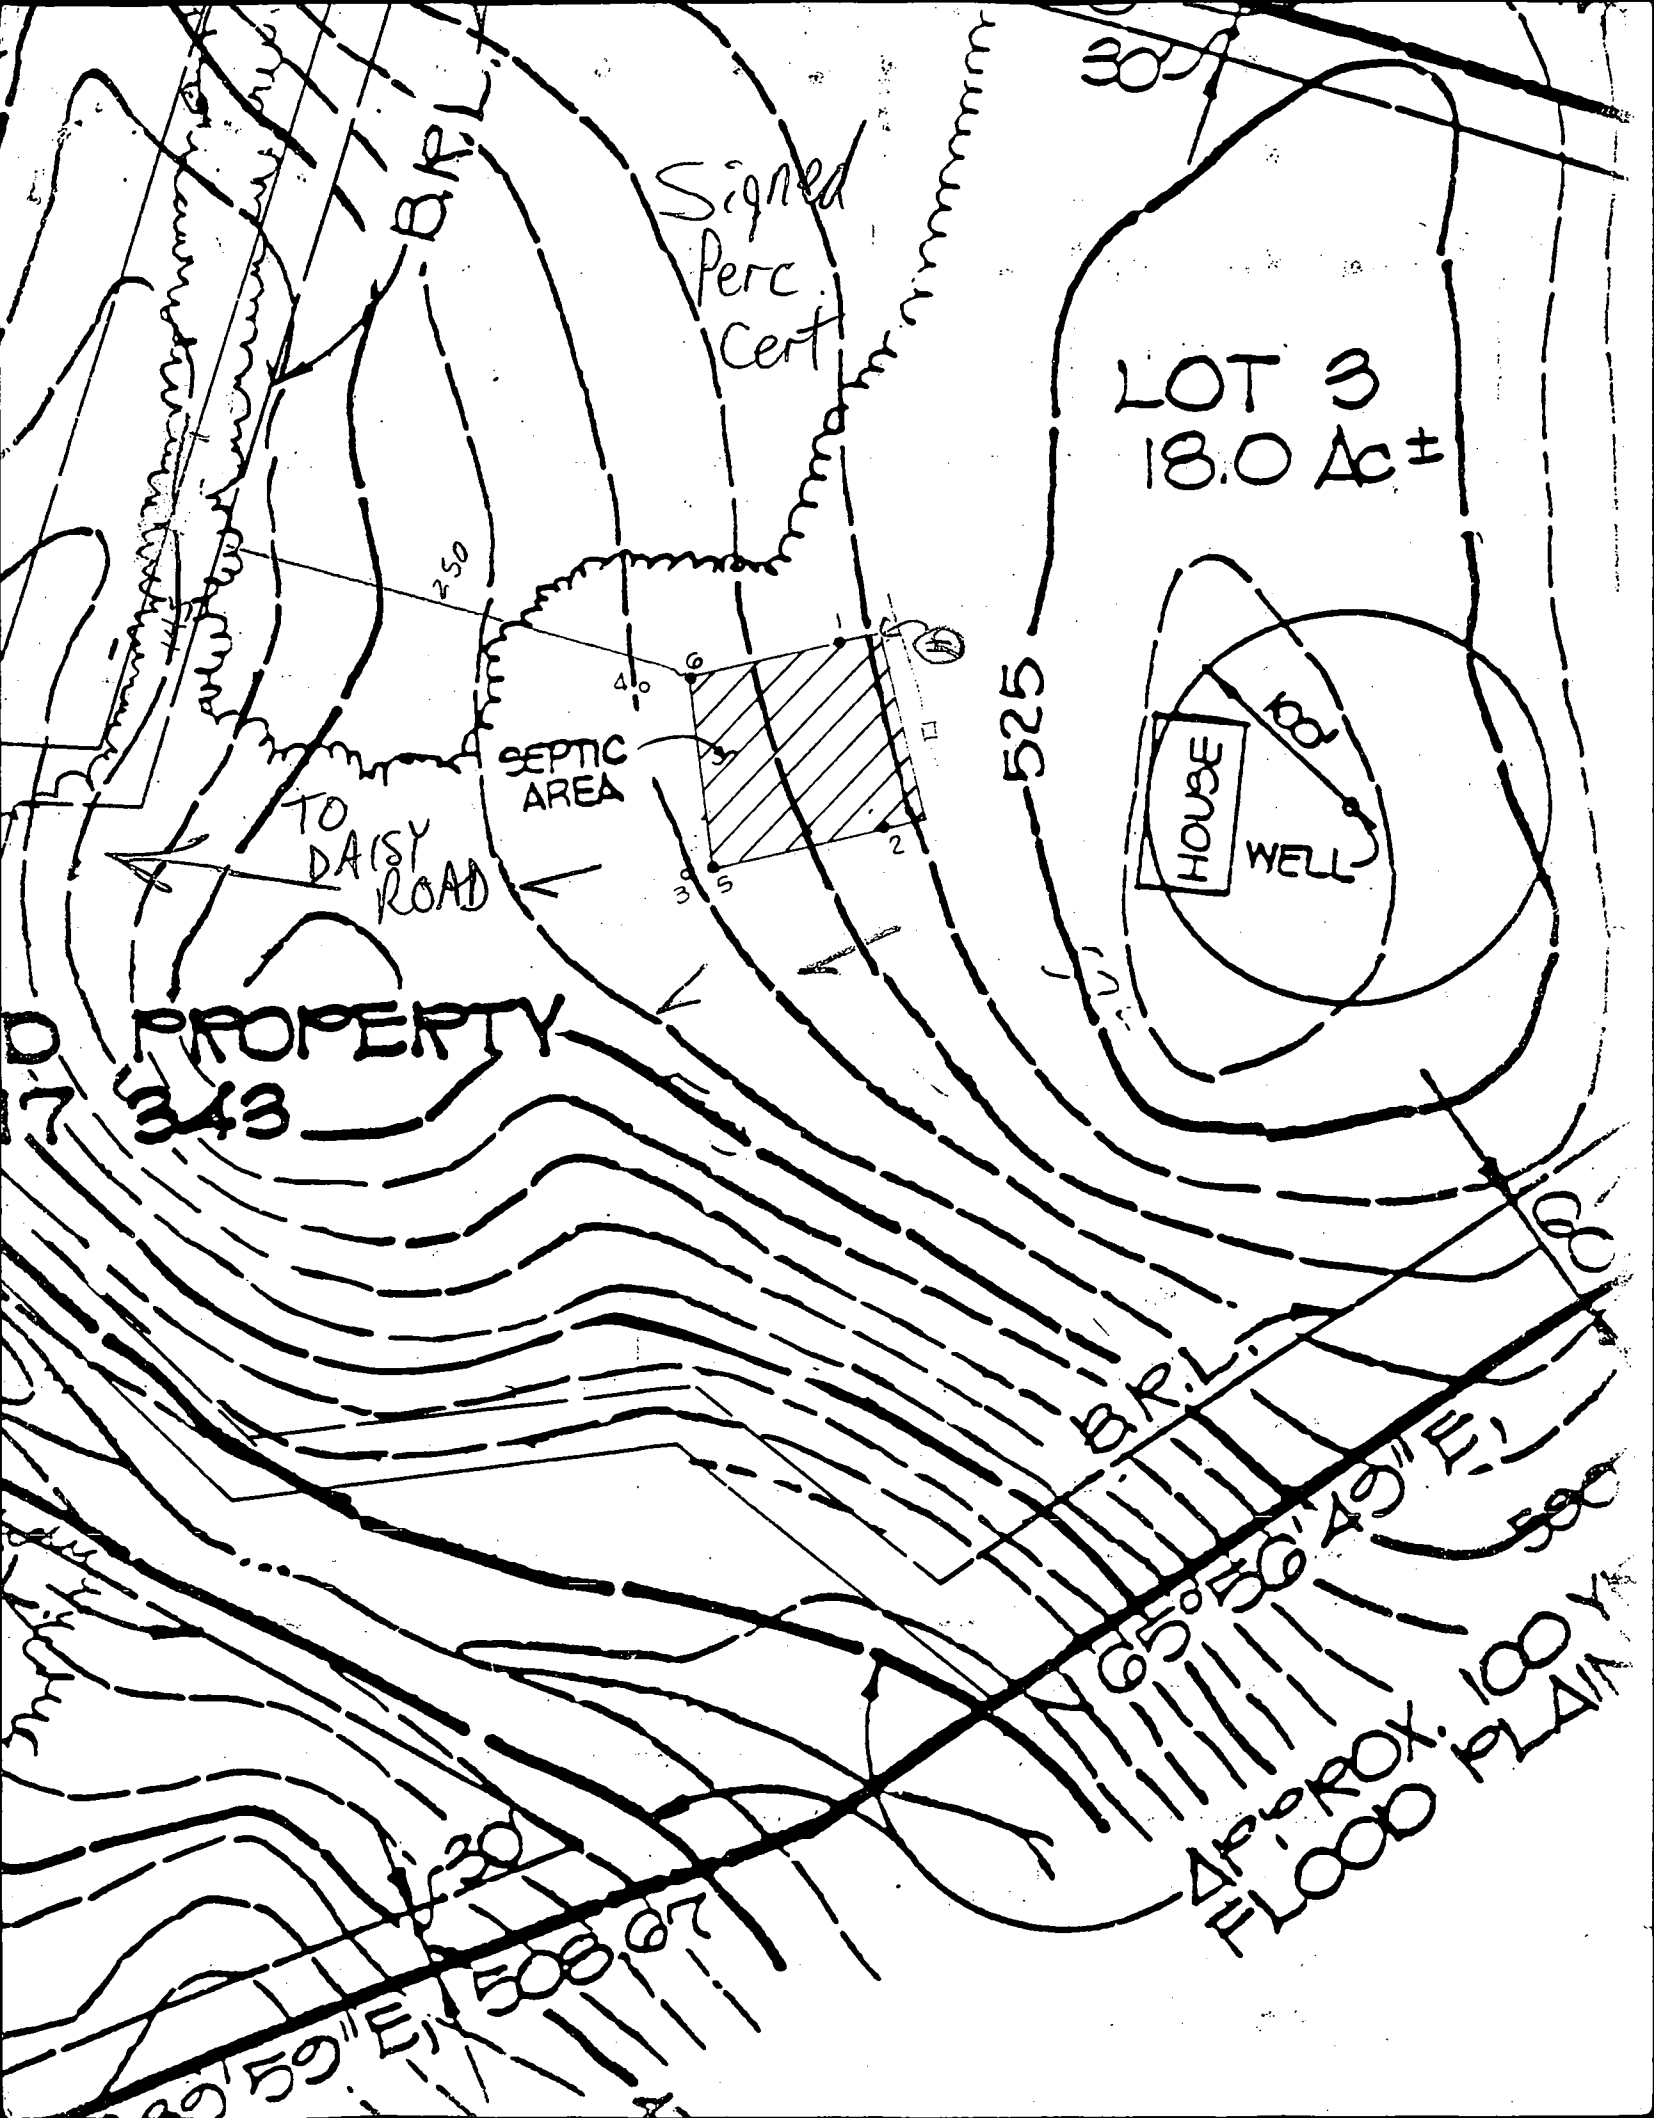 30'
B.R.L.
Signed
Perc
Cert
LOT 3
18.0 Ac ±
250
1
6
4
525
100'
SEPTIC
AREA
HOUSE
WELL
TO
DAISY
ROAD
2
3
5
D PROPERTY
17 343
B.R.L.
N 65° 56' 49" E,
APPROX. 100 Y
FLOOD PLAIN
30'
39' 59" E, 508.67